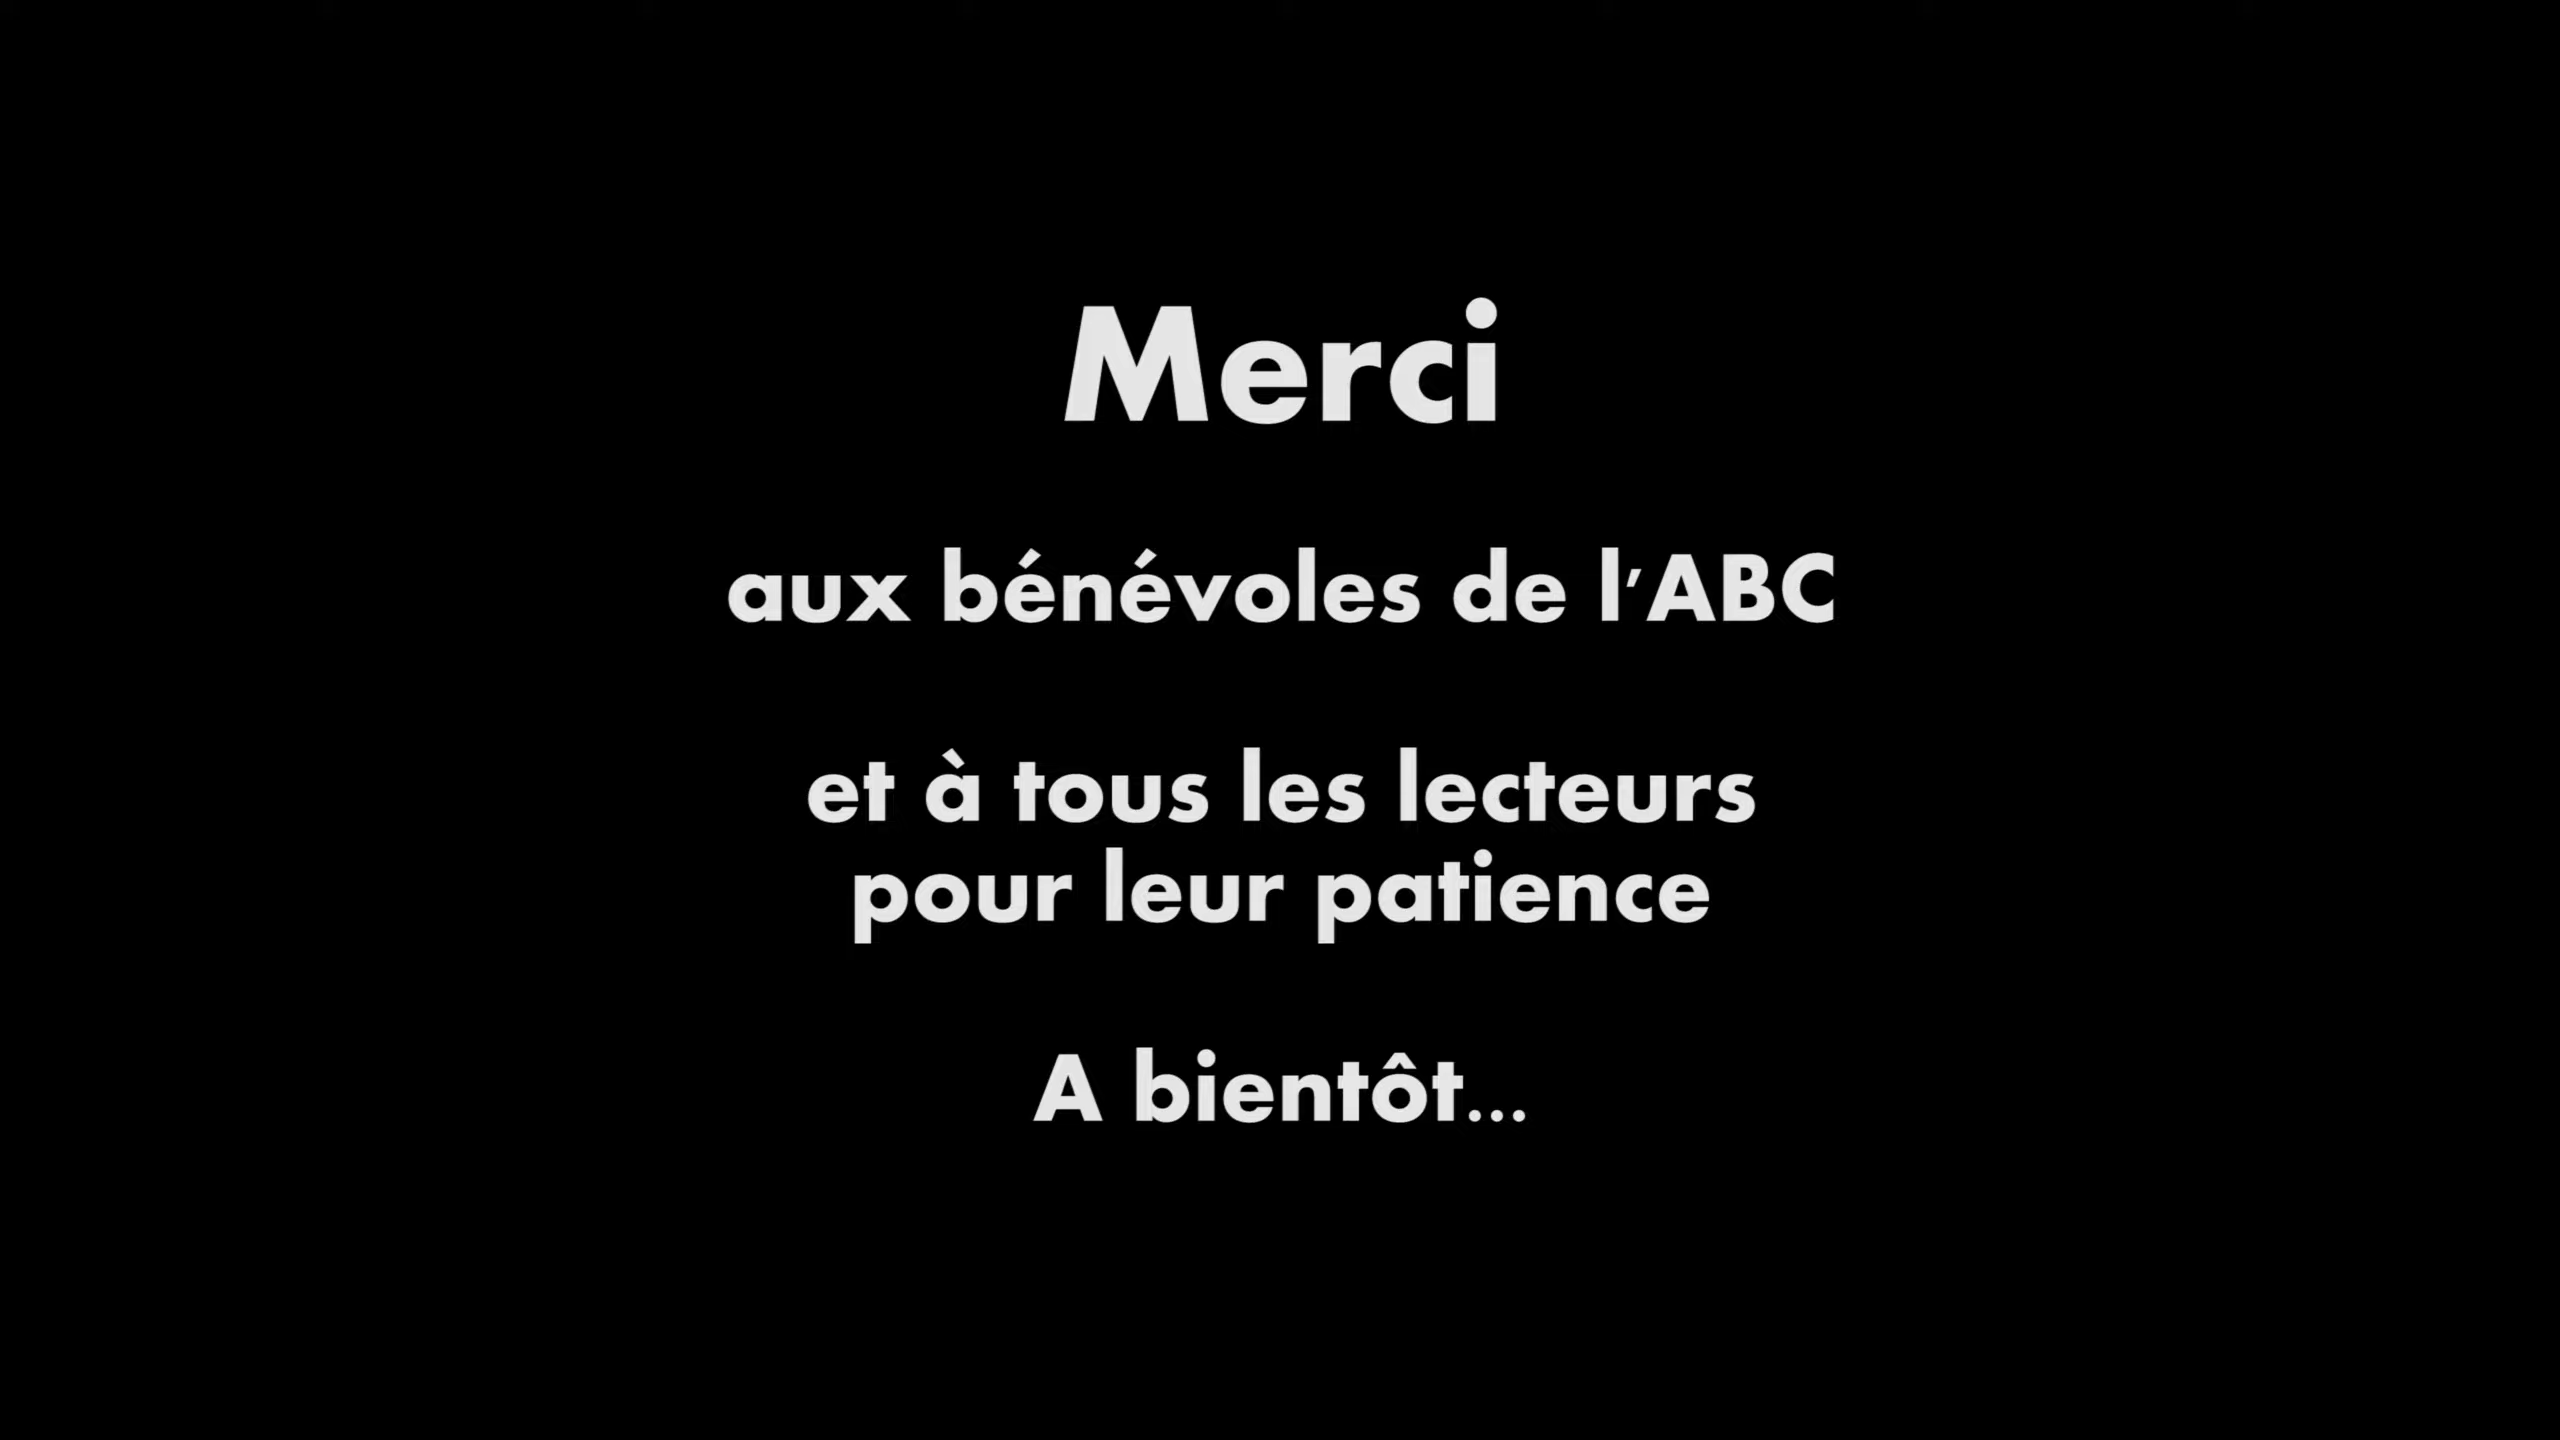 Merci
aux bénévoles de l'ABC
et à tous les lecteurs
pour leur patience
A bientôt...